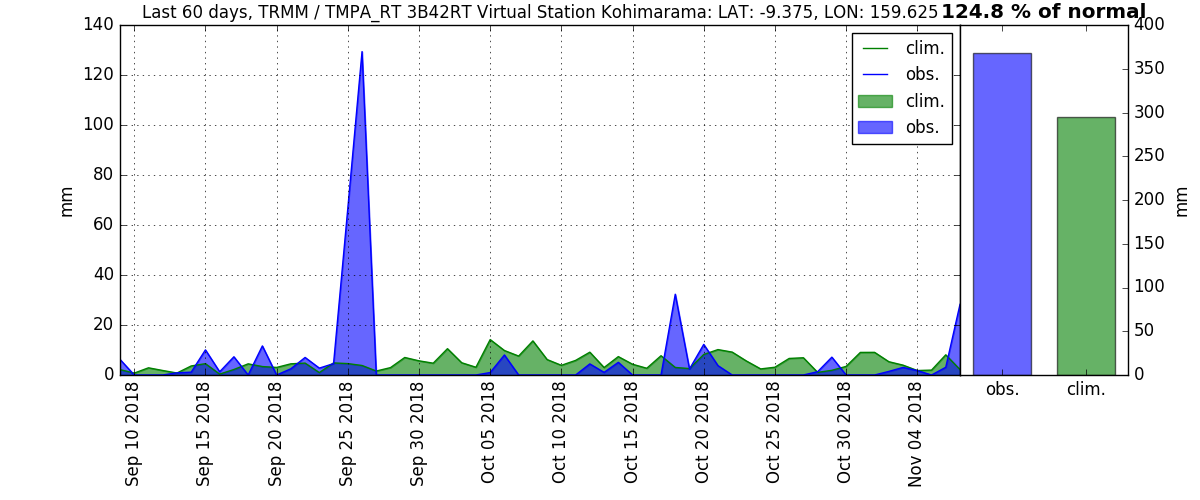 Last 60 days, TRMM / TMPA_RT 3B42RT Virtual Station Kohimarama: LAT: -9.375, LON: 159.625 124.8 % of normal
140
120
100
80
60
40
20
0
mm
clim.
obs.
clim.
obs.
400
350
300
250
200
150
100
50
0
mm
Sep 10 2018
Sep 15 2018
Sep 20 2018
Sep 25 2018
Sep 30 2018
Oct 05 2018
Oct 10 2018
Oct 15 2018
Oct 20 2018
Oct 25 2018
Oct 30 2018
Nov 04 2018
obs.
clim.